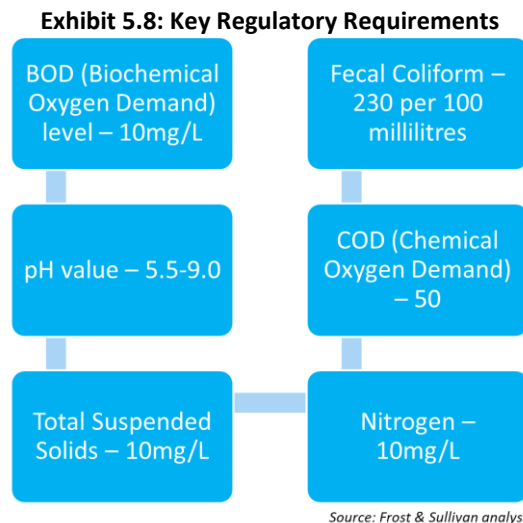 Exhibit 5.8: Key Regulatory Requirements
BOD (Biochemical
Oxygen Demand)
level – 10mg/L
pH value – 5.5-9.0
Total Suspended
Solids – 10mg/L
Nitrogen –
10mg/L
COD (Chemical
Oxygen Demand)
– 50
Fecal Coliform –
230 per 100
millilitres
Source: Frost & Sullivan analys